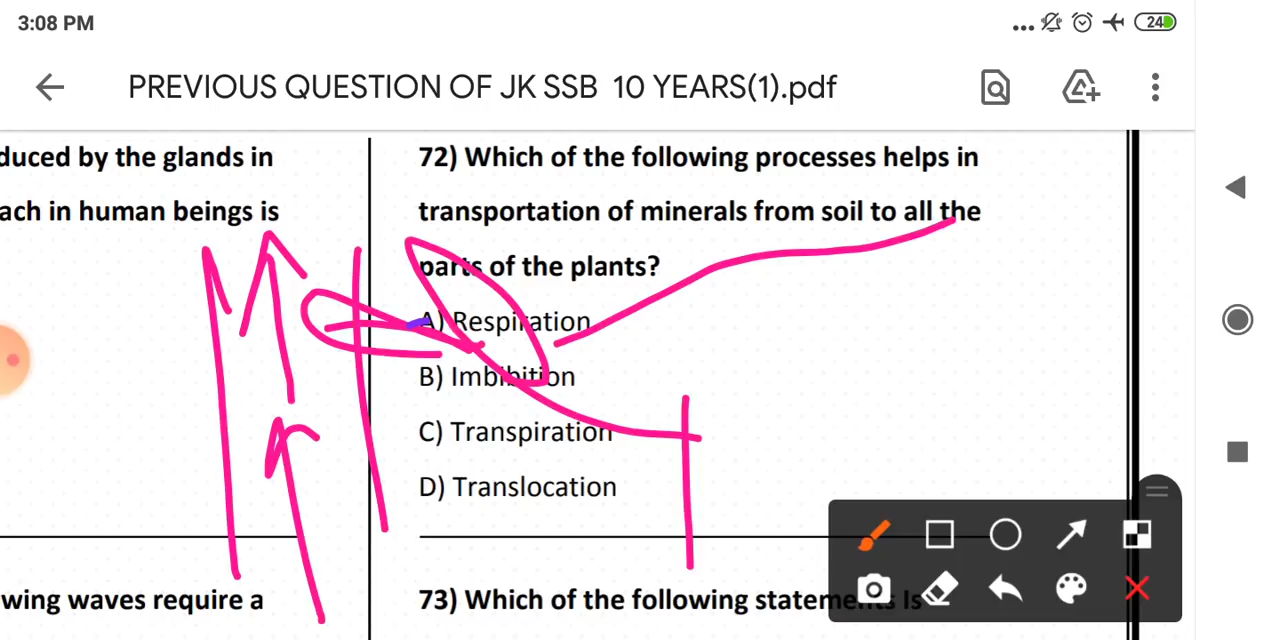 3:08 PM
24
PREVIOUS QUESTION OF JK SSB 10 YEARS(1).pdf
duced by the glands in
ach in human beings is
wing waves require a
72) Which of the following processes helps in
transportation of minerals from soil to all the
parts of the plants?
A) Respiration
B) Imbibition
C) Transpiration
D) Translocation
73) Which of the following statements Is